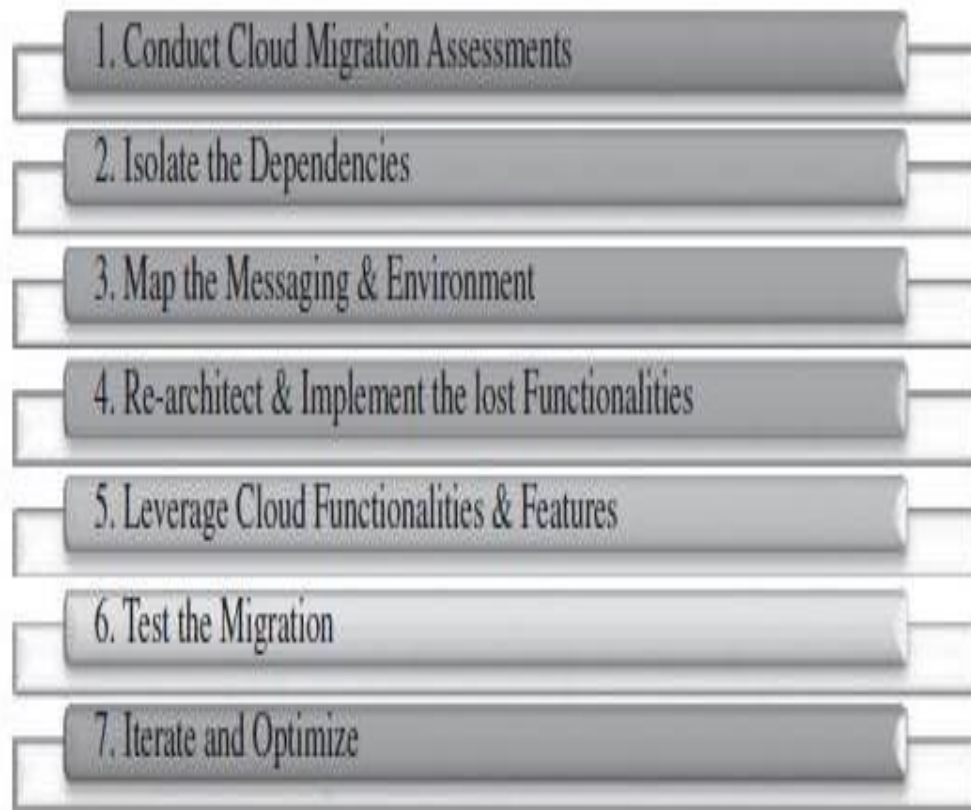 1. Conduct Cloud Migration Assessments
2. Isolate the Dependencies
3. Map the Messaging & Environment
4. Re-architect & Implement the lost Functionalities
5. Leverage Cloud Functionalities & Features
6. Test the Migration
7. Iterate and Optimize